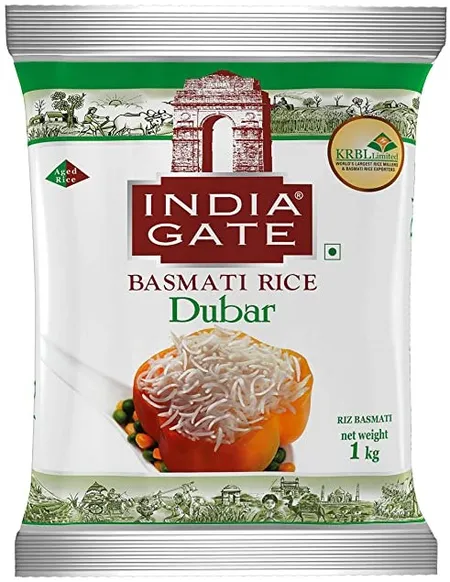 Aged
Rice
KRBL Limited
WORLD'S LARGEST RICE MILLERS
& BASMATI RICE EXPORTERS
INDIA®
GATE
BASMATI RICE
Dubar
RIZ BASMATI
net weight
1 kg